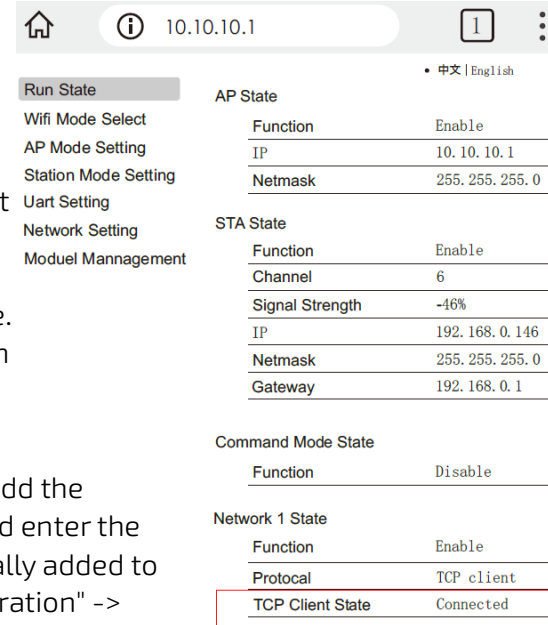 10.10.10.1
1
• 中文 | English
Run State
Wifi Mode Select
AP Mode Setting
Station Mode Setting
Uart Setting
Network Setting
Moduel Mannagement
t
e.
n
dd the
d enter the
ally added to
ration" ->
AP State
Function Enable
IP 10.10.10.1
Netmask 255.255.255.0
STA State
Function Enable
Channel 6
Signal Strength -46%
IP 192.168.0.146
Netmask 255.255.255.0
Gateway 192.168.0.1
Command Mode State
Function Disable
Network 1 State
Function Enable
Protocal TCP client
TCP Client State Connected